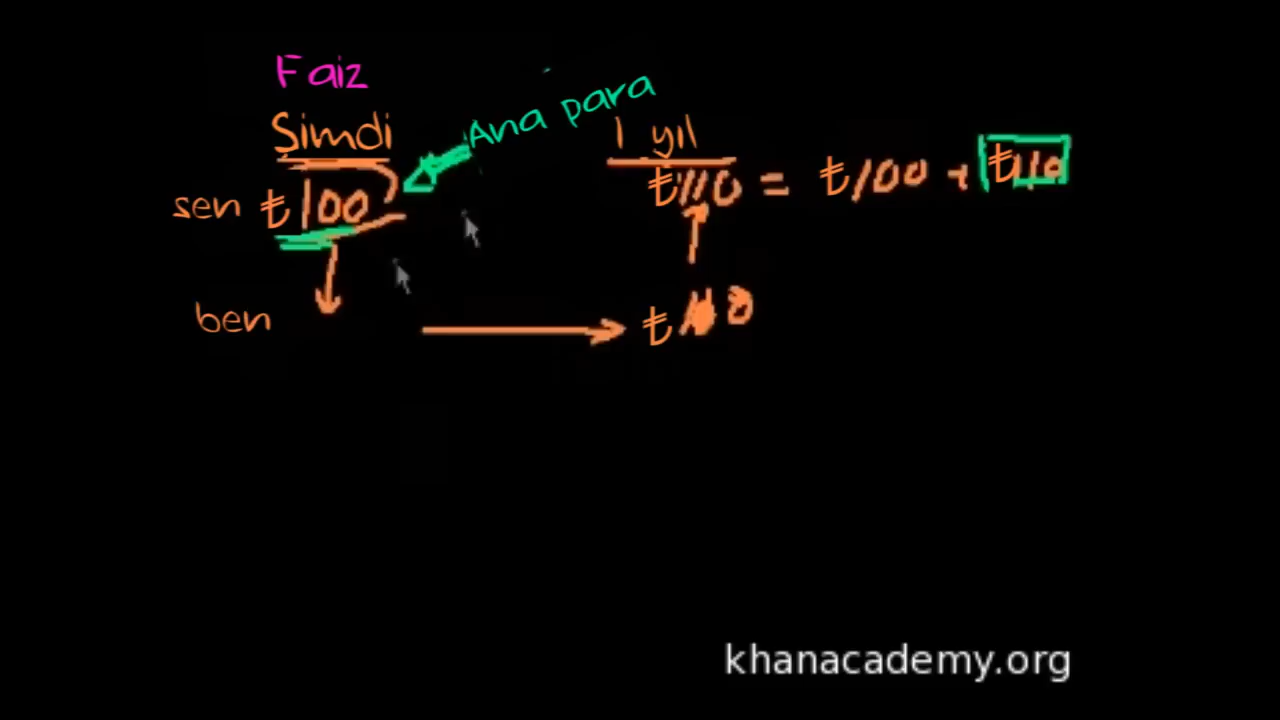 Faiz
Şimdi
Ana para
1 yıl
sen ₺100
₺110 = ₺100 + ₺10
ben
khanacademy.org